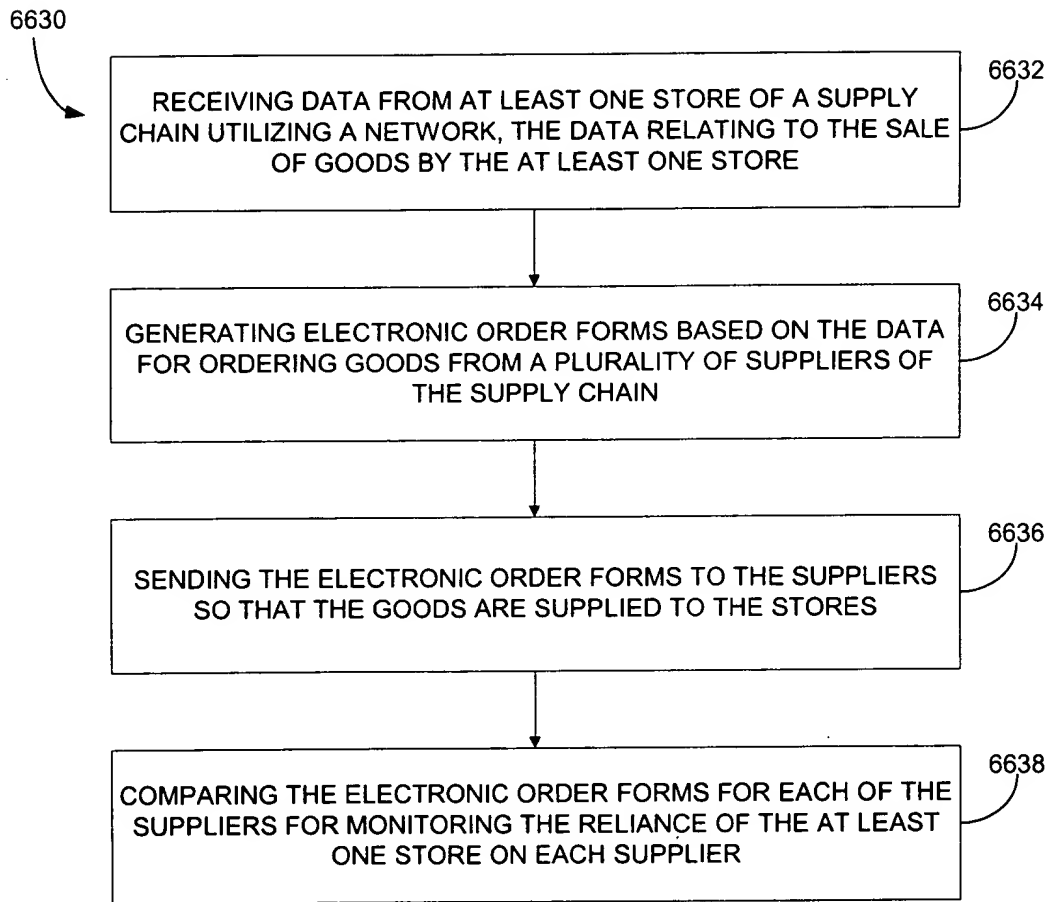 6630
6632
RECEIVING DATA FROM AT LEAST ONE STORE OF A SUPPLY
CHAIN UTILIZING A NETWORK, THE DATA RELATING TO THE SALE
OF GOODS BY THE AT LEAST ONE STORE
6634
GENERATING ELECTRONIC ORDER FORMS BASED ON THE DATA
FOR ORDERING GOODS FROM A PLURALITY OF SUPPLIERS OF
THE SUPPLY CHAIN
6636
SENDING THE ELECTRONIC ORDER FORMS TO THE SUPPLIERS
SO THAT THE GOODS ARE SUPPLIED TO THE STORES
6638
COMPARING THE ELECTRONIC ORDER FORMS FOR EACH OF THE
SUPPLIERS FOR MONITORING THE RELIANCE OF THE AT LEAST
ONE STORE ON EACH SUPPLIER